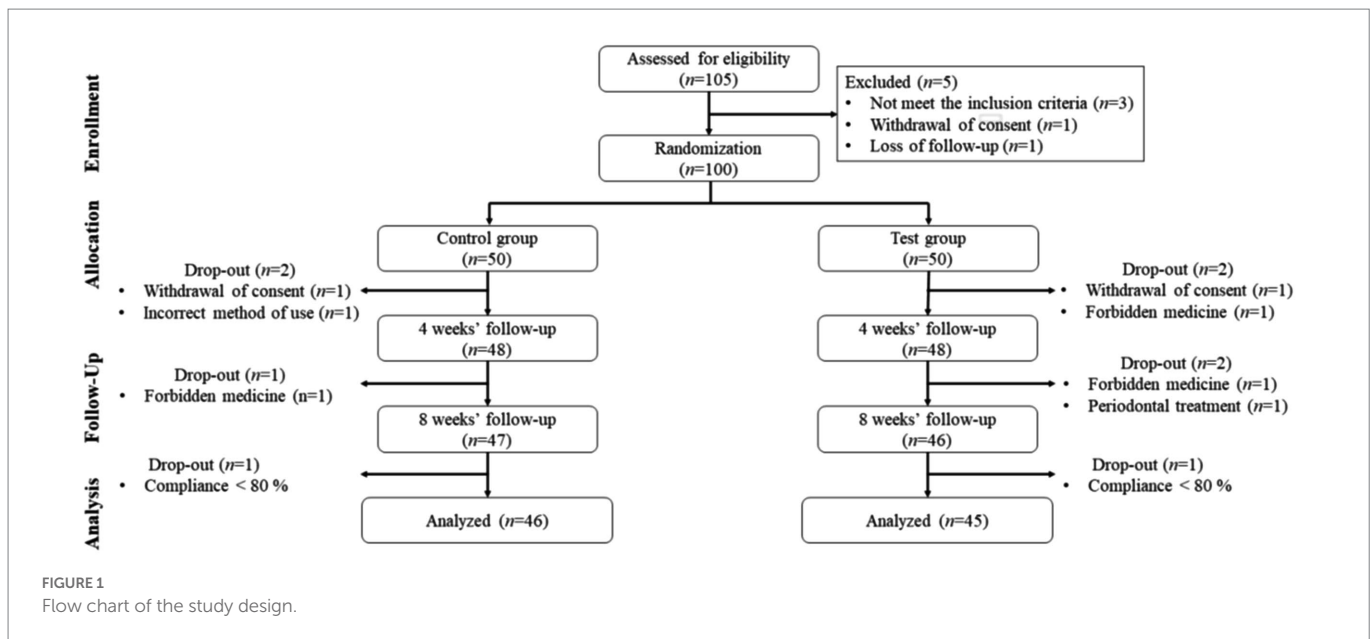 Enrollment
Assessed for eligibility
(n=105)
Excluded (n=5)
• Not meet the inclusion criteria (n=3)
• Withdrawal of consent (n=1)
• Loss of follow-up (n=1)
Randomization
(n=100)
Allocation
Control group
(n=50)
Test group
(n=50)
Drop-out (n=2)
• Withdrawal of consent (n=1)
• Incorrect method of use (n=1)
Drop-out (n=2)
• Withdrawal of consent (n=1)
• Forbidden medicine (n=1)
Follow-Up
4 weeks’ follow-up
(n=48)
4 weeks’ follow-up
(n=48)
Drop-out (n=1)
• Forbidden medicine (n=1)
Drop-out (n=2)
• Forbidden medicine (n=1)
• Periodontal treatment (n=1)
8 weeks’ follow-up
(n=47)
8 weeks’ follow-up
(n=46)
Analysis
Drop-out (n=1)
• Compliance < 80 %
Drop-out (n=1)
• Compliance < 80 %
Analyzed (n=46)
Analyzed (n=45)
FIGURE 1
Flow chart of the study design.